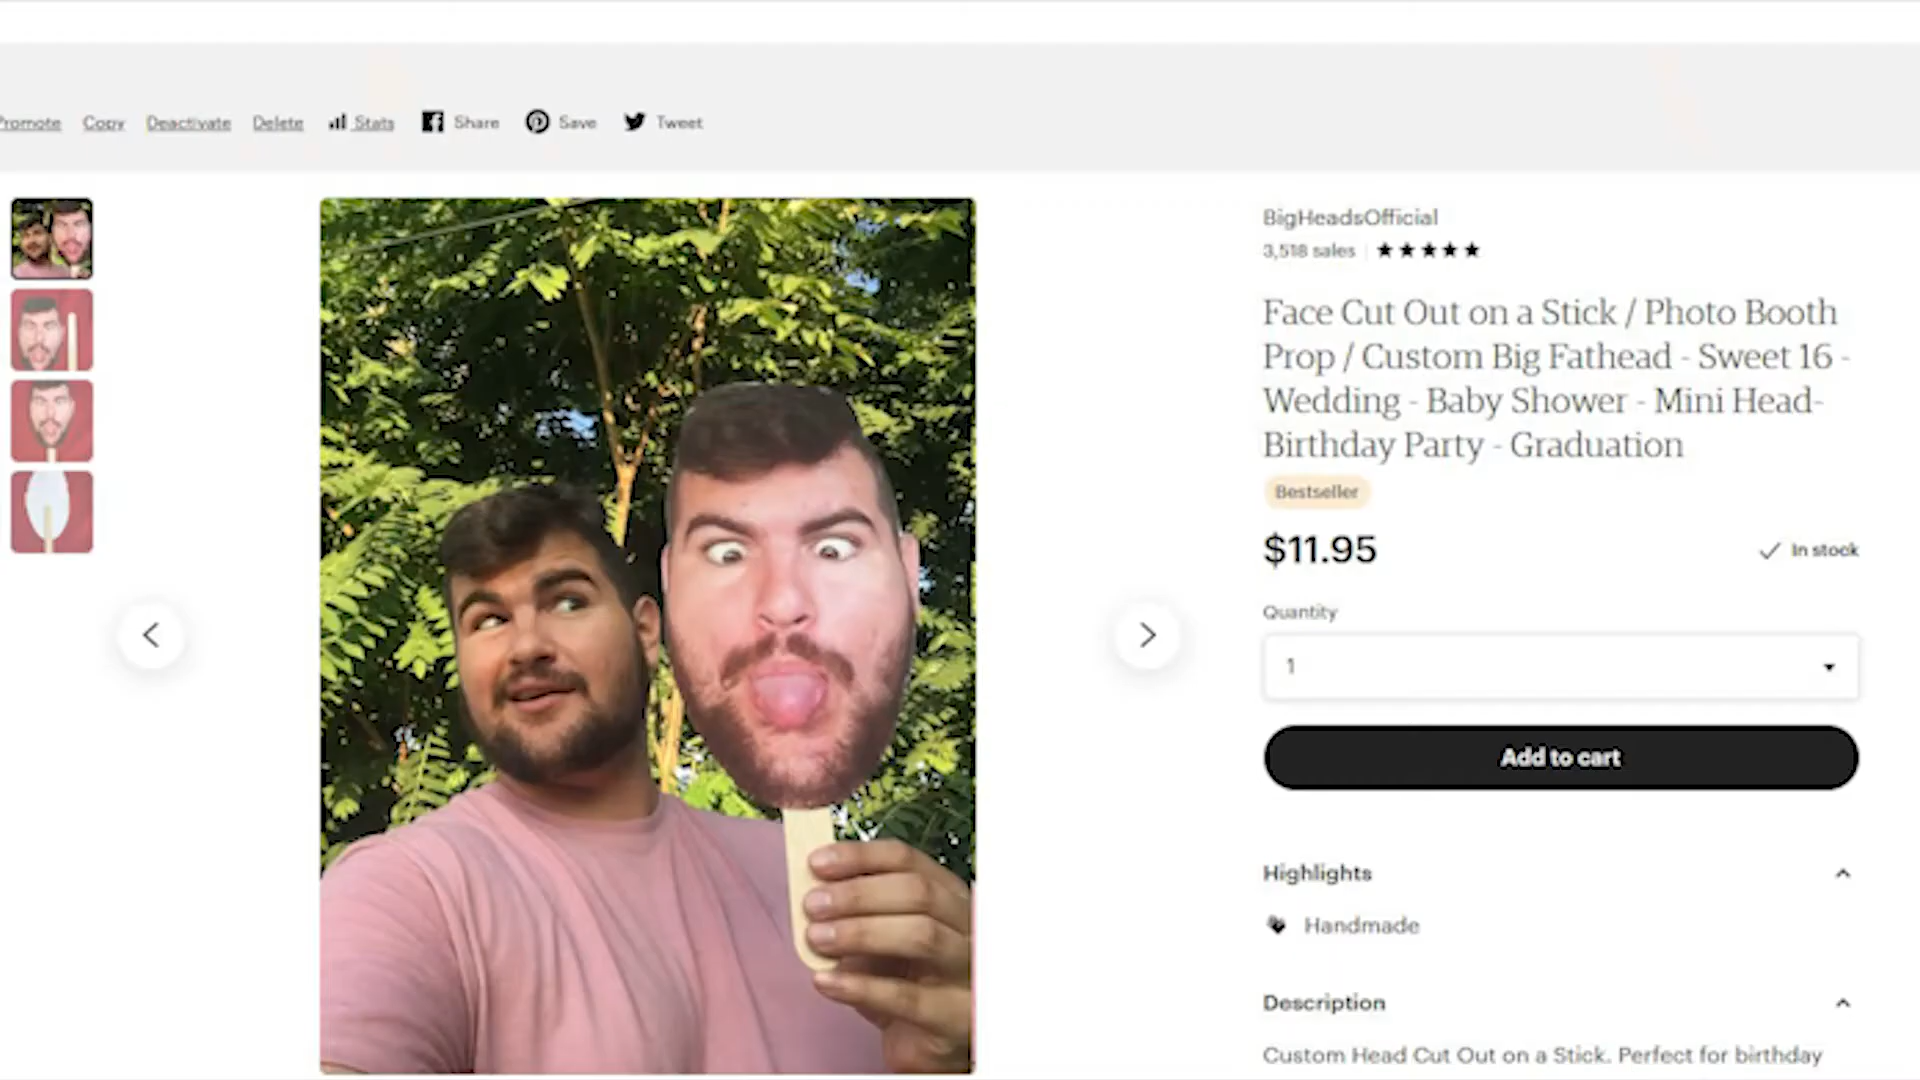 Promote Copy Deactivate Delete Stats Share Save Tweet
BigHeadsOfficial
3,518 sales
Face Cut Out on a Stick / Photo Booth
Prop / Custom Big Fathead - Sweet 16 -
Wedding - Baby Shower - Mini Head-
Birthday Party - Graduation
Bestseller
$11.95
In stock
Quantity
1
Add to cart
Highlights
Handmade
Description
Custom Head Cut Out on a Stick. Perfect for birthday